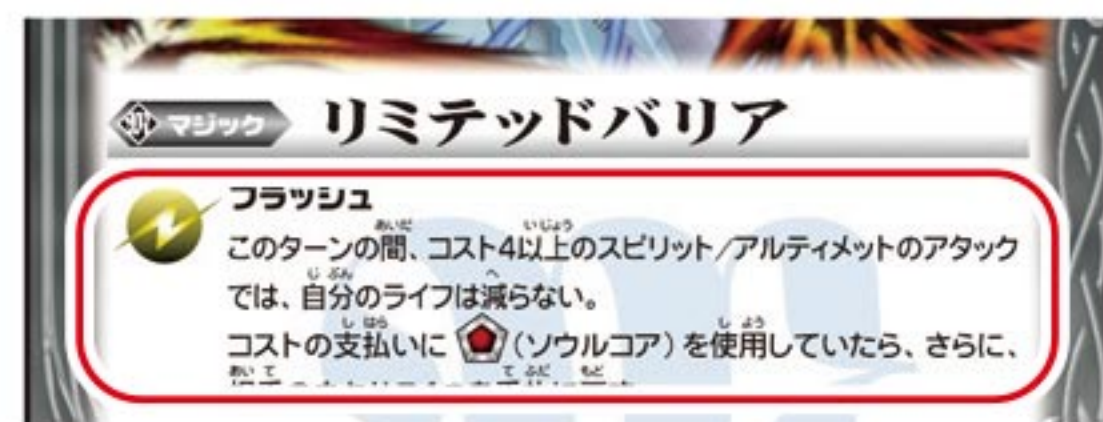 マジック リミテッドバリア
フラッシュ
このターンの間、コスト4以上のスピリット/アルティメットのアタック
では、自分のライフは減らない。
コストの支払いに (ソウルコア)を使用していたら、さらに、